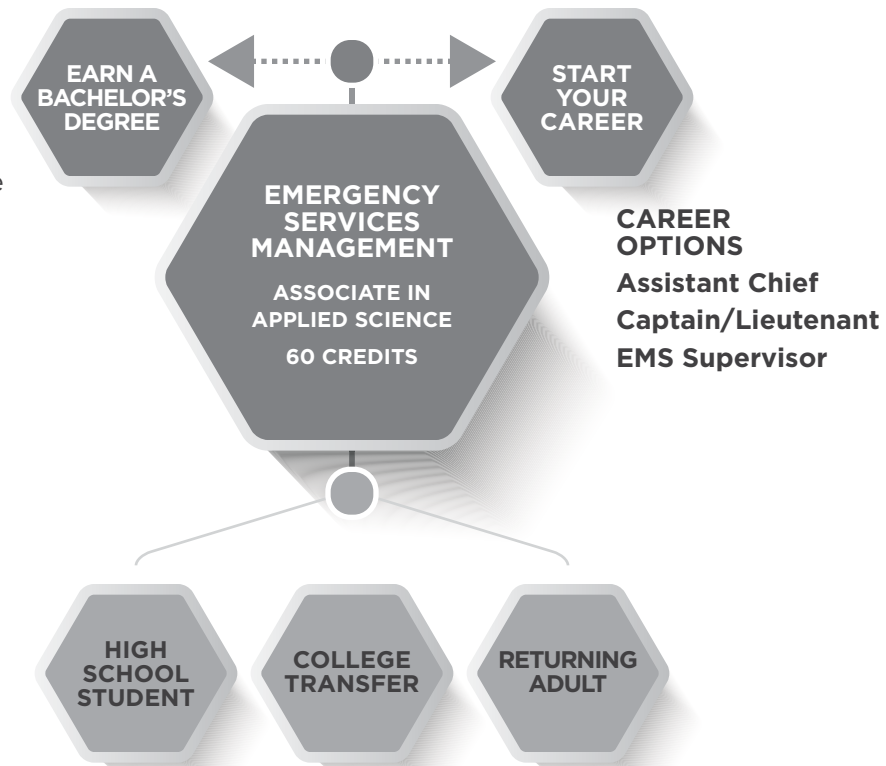 EARN A
BACHELOR'S
DEGREE
START
YOUR
CAREER
EMERGENCY
SERVICES
MANAGEMENT
ASSOCIATE IN
APPLIED SCIENCE
60 CREDITS
CAREER
OPTIONS
Assistant Chief
Captain/Lieutenant
EMS Supervisor
HIGH
SCHOOL
STUDENT
COLLEGE
TRANSFER
RETURNING
ADULT